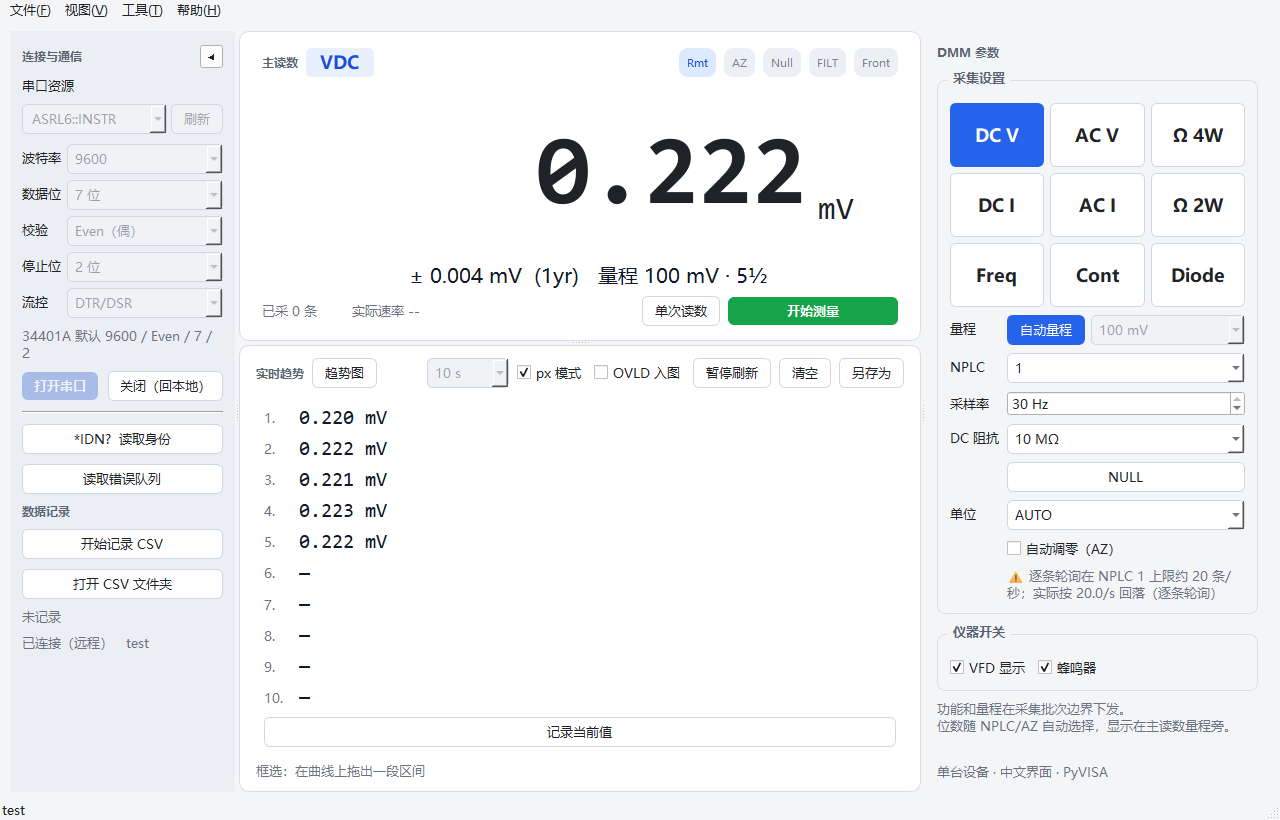 文件(F) 视图(V) 工具(T) 帮助(H)
连接与通信
串口资源
ASRL6::INSTR 刷新
波特率 9600
数据位 7 位
校验 Even（偶）
停止位 2 位
流控 DTR/DSR
34401A 默认 9600 / Even / 7 /
2
打开串口 关闭（回本地）
*IDN? 读取身份
读取错误队列
数据记录
开始记录 CSV
打开 CSV 文件夹
未记录
已连接（远程） test
主读数 VDC Rmt AZ Null FILT Front
0.222 mV
± 0.004 mV (1yr) 量程 100 mV · 5½
已采 0 条 实际速率 -- 单次读数 开始测量
实时趋势 趋势图 10 s px 模式 OVLD 入图 暂停刷新 清空 另存为
1. 0.220 mV
2. 0.222 mV
3. 0.221 mV
4. 0.223 mV
5. 0.222 mV
6. —
7. —
8. —
9. —
10. —
记录当前值
框选：在曲线上拖出一段区间
DMM 参数
采集设置
DC V AC V Ω 4W
DC I AC I Ω 2W
Freq Cont Diode
量程 自动量程 100 mV
NPLC 1
采样率 30 Hz
DC 阻抗 10 MΩ
NULL
单位 AUTO
自动调零（AZ）
⚠ 逐条轮询在 NPLC 1 上限约 20 条/
秒；实际按 20.0/s 回落（逐条轮询）
仪器开关
VFD 显示 蜂鸣器
功能和量程在采集批次边界下发。
位数随 NPLC/AZ 自动选择，显示在主读数量程旁。
单台设备 · 中文界面 · PyVISA
test